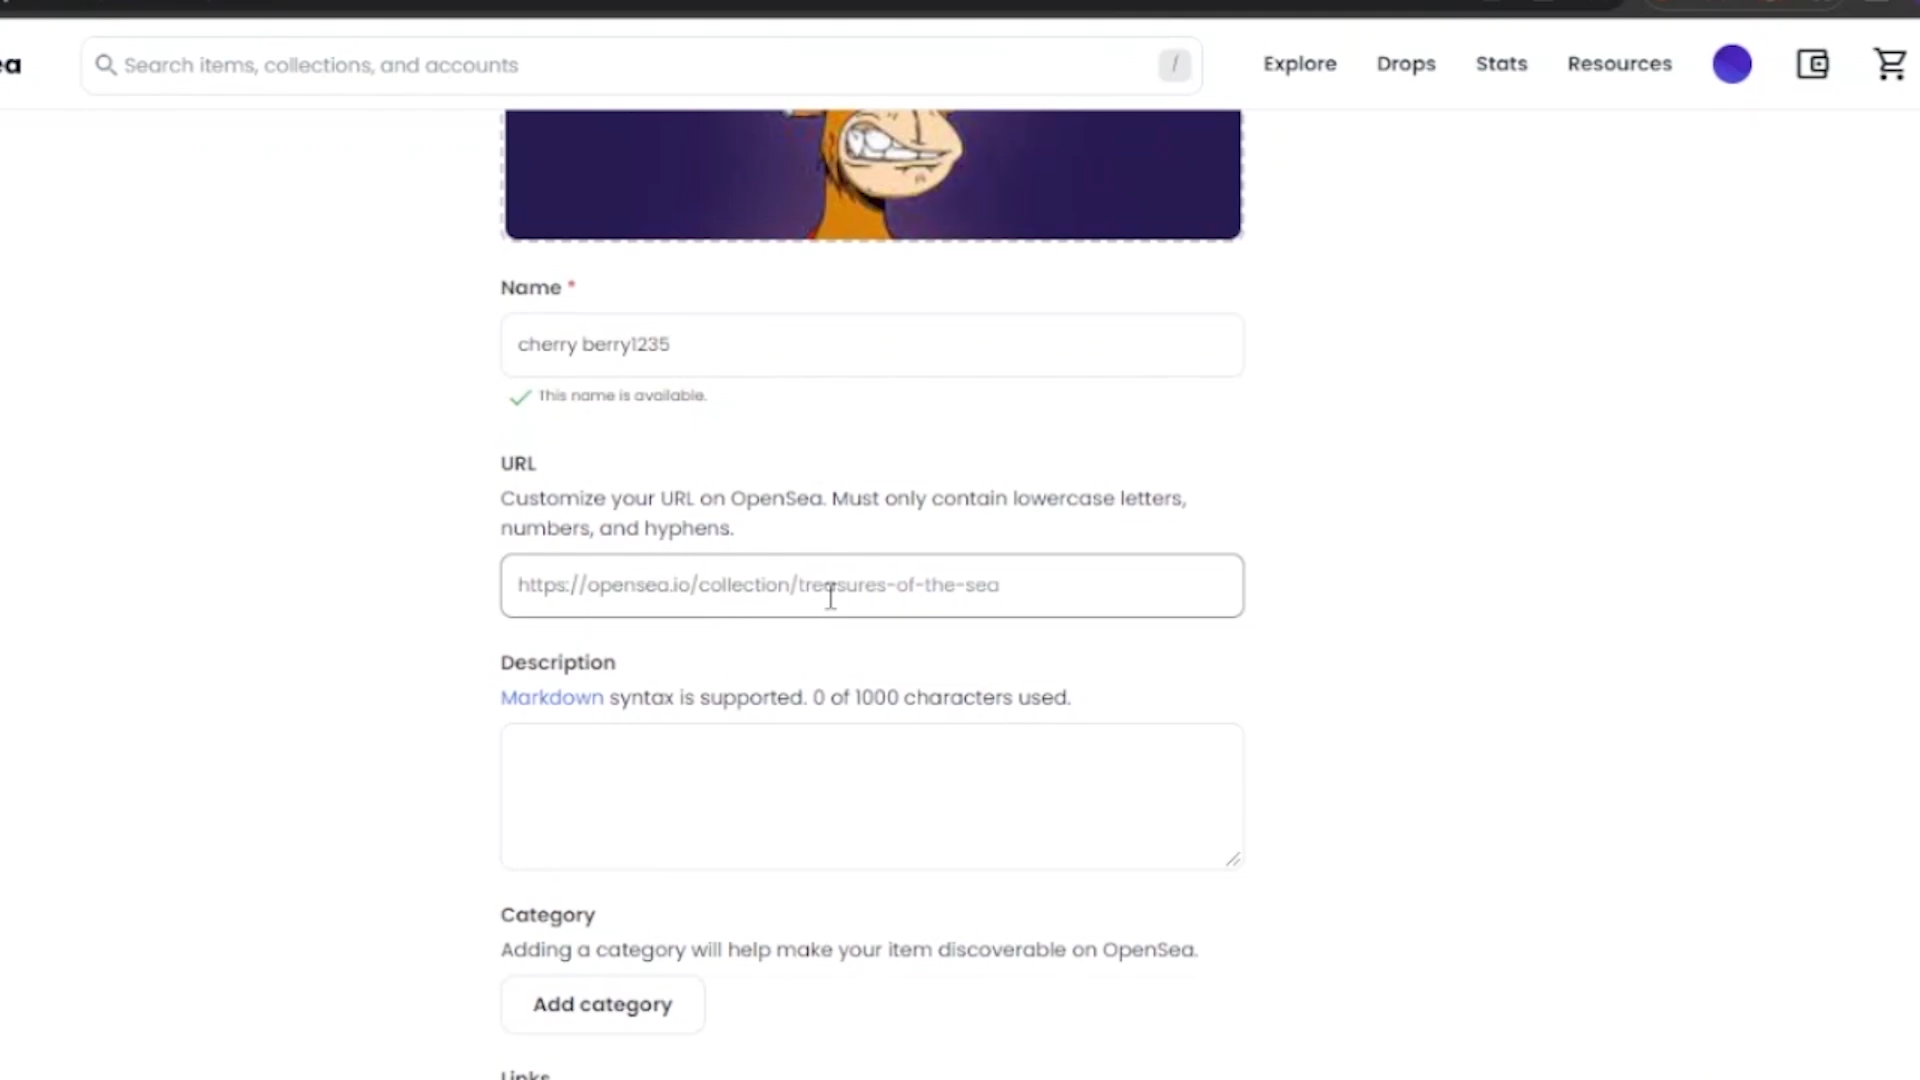 ea
Search items, collections, and accounts /
Explore Drops Stats Resources
Name *
cherry berry1235
This name is available.
URL
Customize your URL on OpenSea. Must only contain lowercase letters,
numbers, and hyphens.
https://opensea.io/collection/treasures-of-the-sea
Description
Markdown syntax is supported. 0 of 1000 characters used.
Category
Adding a category will help make your item discoverable on OpenSea.
Add category
Links